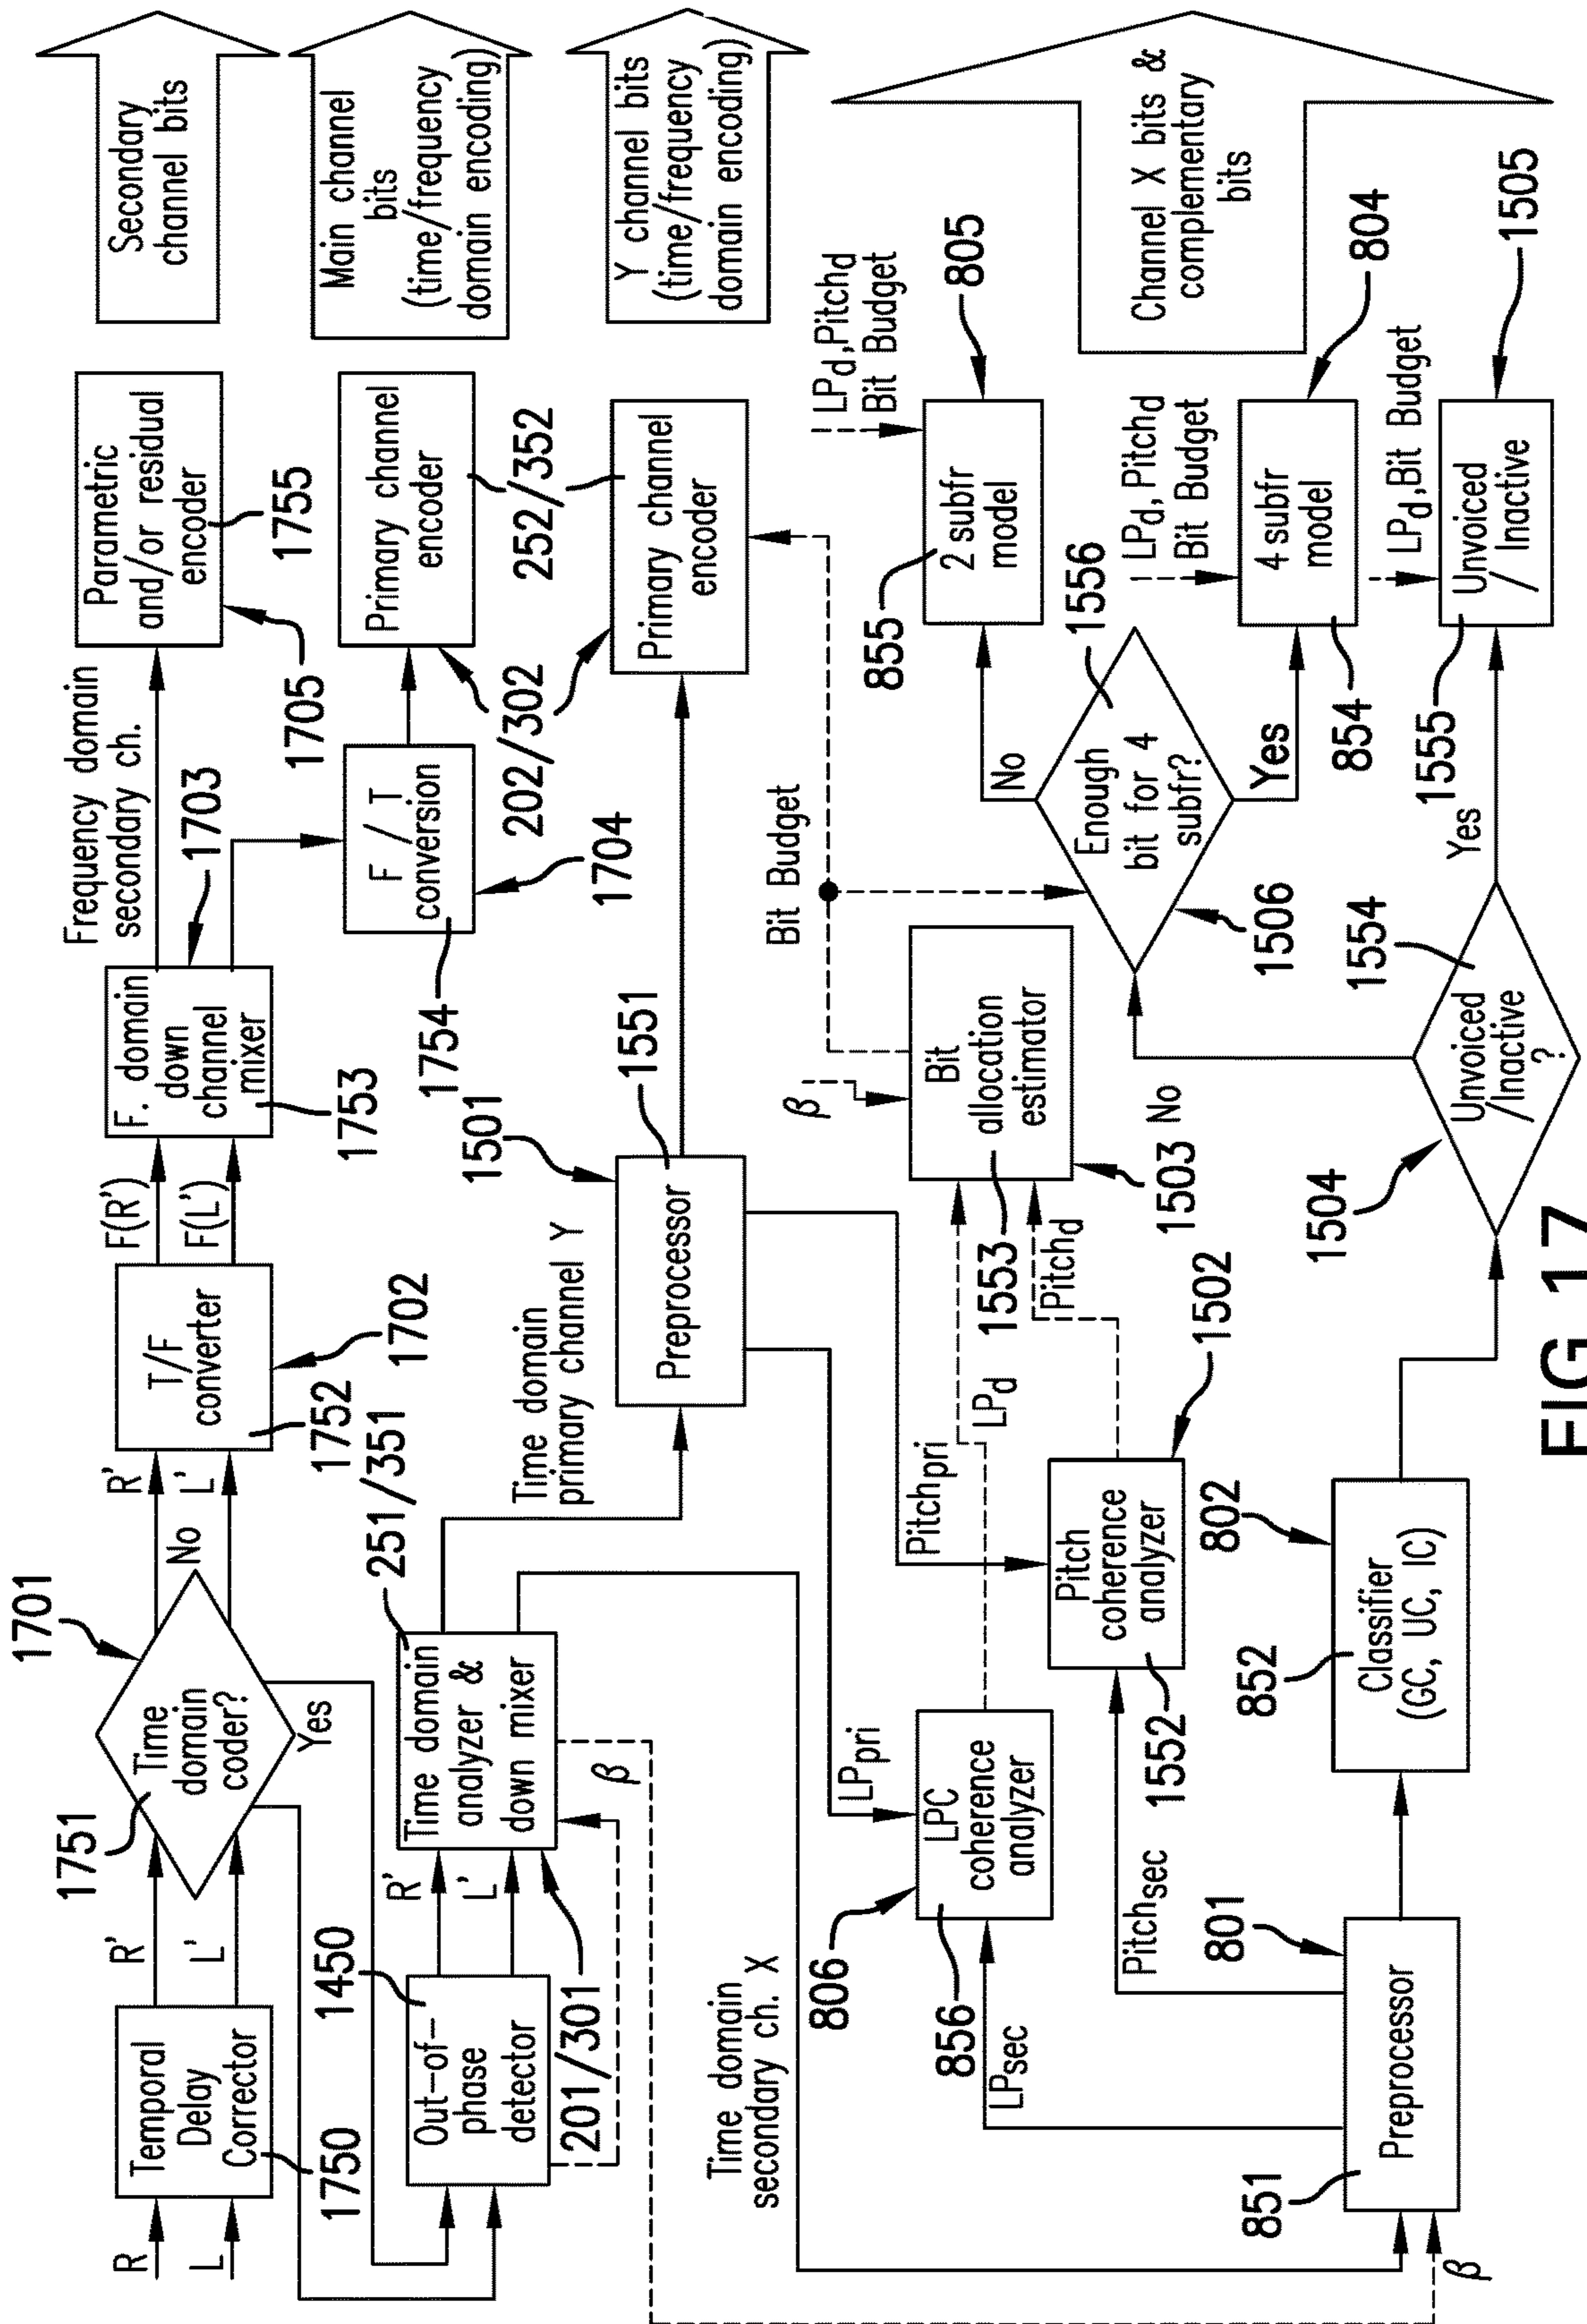 R
L
Temporal
Delay
Corrector
1750
R'
L'
1751
1701
Time
domain
coder?
No
Yes
R'
L'
T/F
converter
1752
1702
F(R')
F(L')
F. domain
down
channel
mixer
1753
1703
Frequency domain
secondary ch.
Parametric
and/or residual
encoder
1705
1755
Secondary
channel bits
F / T
conversion
1754
1704
Primary channel
encoder
202/302
252/352
Main channel
bits
(time/frequency
domain encoding)
1450
Out-of-
phase
detector
201/301
R'
L'
251/351
Time domain
analyzer &
down mixer
β
Time domain
primary channel Y
1501
Preprocessor
1551
Primary channel
encoder
Y channel bits
(time/frequency
domain encoding)
Time domain
secondary ch. X
LPpri
Pitchpri
806
LPC
coherence
analyzer
856
LPsec
LPd
Pitchsec
Pitch
coherence
analyzer
1552
1502
Pitchd
β
Bit
allocation
estimator
1553
1503
Bit Budget
β
851
Preprocessor
801
852
Classifier
(GC, UC, IC)
802
1504
Unvoiced
/Inactive
?
1554
No
Yes
1506
Enough
bit for 4
subfr?
1556
No
Yes
855
2 subfr
model
805
LPd,Pitchd
Bit Budget
854
4 subfr
model
804
LPd,Pitchd
Bit Budget
1555
Unvoiced
/ Inactive
1505
LPd,Bit Budget
Channel X bits &
complementary
bits
FIG.17